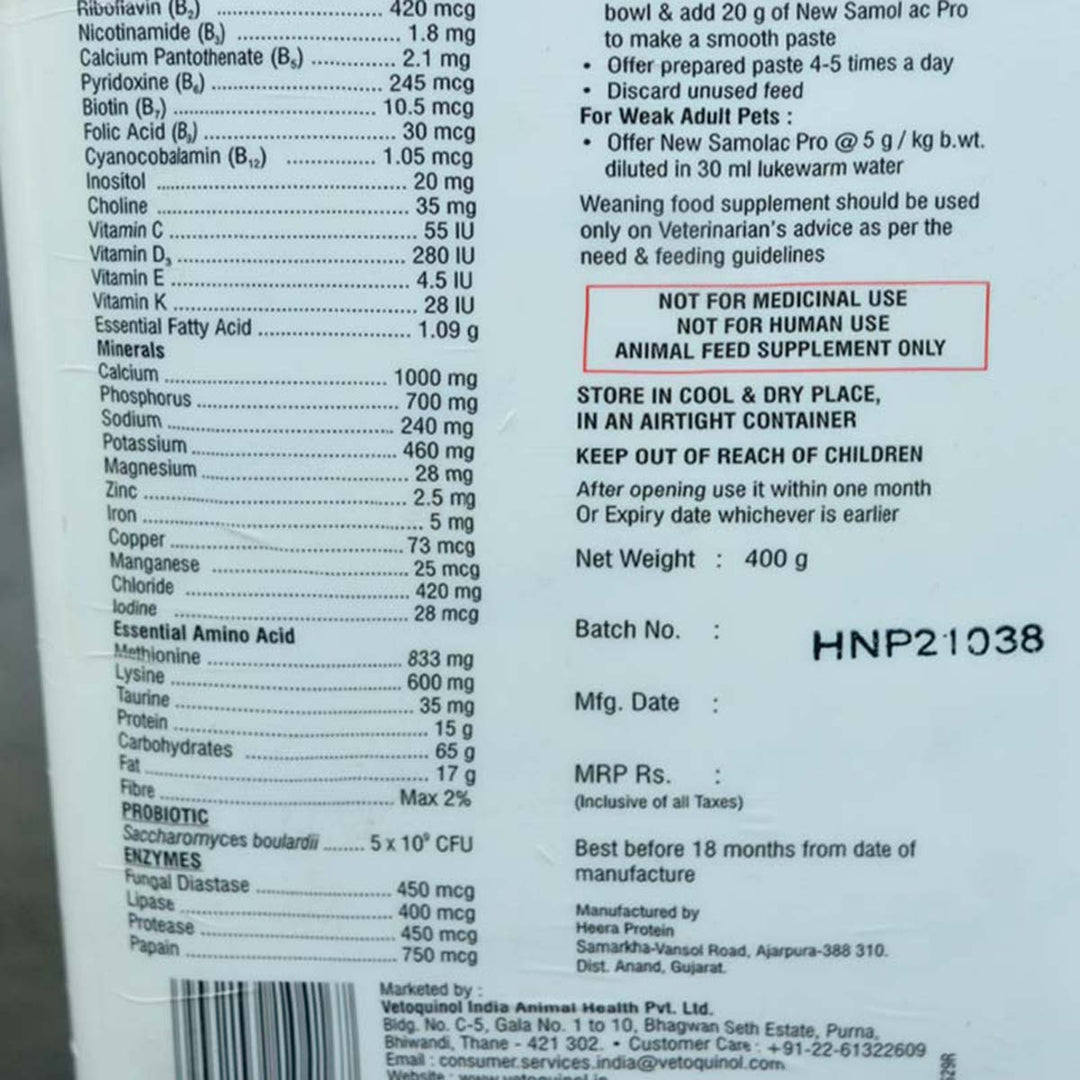 Riboflavin (B2) ........................ 420 mcg
Nicotinamide (B3) ........................ 1.8 mg
Calcium Pantothenate (B5) ............. 2.1 mg
Pyridoxine (B6) ........................ 245 mcg
Biotin (B7) ........................ 10.5 mcg
Folic Acid (B9) ........................ 30 mcg
Cyanocobalamin (B12) ............. 1.05 mcg
Inositol ........................ 20 mg
Choline ........................ 35 mg
Vitamin C ........................ 55 IU
Vitamin D3 ........................ 280 IU
Vitamin E ........................ 4.5 IU
Vitamin K ........................ 28 IU
Essential Fatty Acid ........................ 1.09 g
Minerals
Calcium ........................ 1000 mg
Phosphorus ........................ 700 mg
Sodium ........................ 240 mg
Potassium ........................ 460 mg
Magnesium ........................ 28 mg
Zinc ........................ 2.5 mg
Iron ........................ 5 mg
Copper ........................ 73 mcg
Manganese ........................ 25 mcg
Chloride ........................ 420 mg
Iodine ........................ 28 mcg
Essential Amino Acid
Methionine ........................ 833 mg
Lysine ........................ 600 mg
Taurine ........................ 35 mg
Protein ........................ 15 g
Carbohydrates ........................ 65 g
Fat ........................ 17 g
Fibre ........................ Max 2%
PROBIOTIC
Saccharomyces boulardii ........ 5 x 10⁹ CFU
ENZYMES
Fungal Diastase ........................ 450 mcg
Lipase ........................ 400 mcg
Protease ........................ 450 mcg
Papain ........................ 750 mcg
bowl & add 20 g of New Samol ac Pro
to make a smooth paste
• Offer prepared paste 4-5 times a day
• Discard unused feed
For Weak Adult Pets :
• Offer New Samolac Pro @ 5 g / kg b.wt.
diluted in 30 ml lukewarm water
Weaning food supplement should be used
only on Veterinarian's advice as per the
need & feeding guidelines
NOT FOR MEDICINAL USE
NOT FOR HUMAN USE
ANIMAL FEED SUPPLEMENT ONLY
STORE IN COOL & DRY PLACE,
IN AN AIRTIGHT CONTAINER
KEEP OUT OF REACH OF CHILDREN
After opening use it within one month
Or Expiry date whichever is earlier
Net Weight : 400 g
Batch No. : HNP21038
Mfg. Date :
MRP Rs. :
(Inclusive of all Taxes)
Best before 18 months from date of
manufacture
Manufactured by
Heera Protein
Samarkha-Vansol Road, Ajarpura-388 310.
Dist. Anand, Gujarat.
Marketed by :
Vetoquinol India Animal Health Pvt. Ltd.
Bldg. No. C-5, Gala No. 1 to 10, Bhagwan Seth Estate, Purna,
Bhiwandi, Thane - 421 302. • Customer Care : +91-22-61322609
Email : consumer.services.india@vetoquinol.com
Website : www.vetoquinol.in